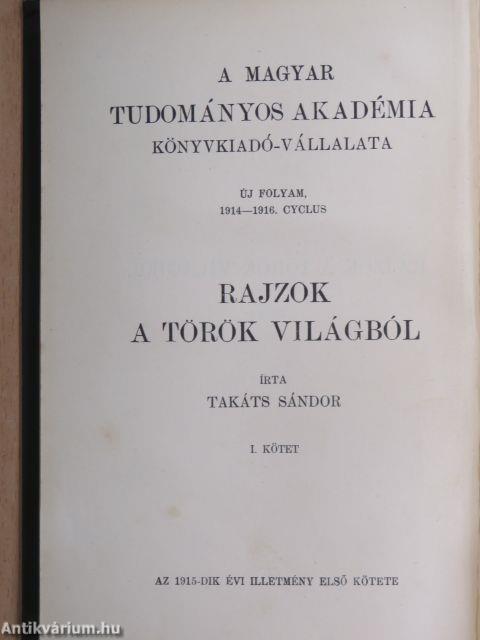 A MAGYAR
TUDOMÁNYOS AKADÉMIA
KÖNYVKIADÓ-VÁLLALATA
ÚJ FOLYAM,
1914—1916. CYCLUS
RAJZOK
A TÖRÖK VILÁGBÓL
ÍRTA
TAKÁTS SÁNDOR
I. KÖTET
AZ 1915-DIK ÉVI ILLETMÉNY ELSŐ KÖTETE
Antikvárium.hu